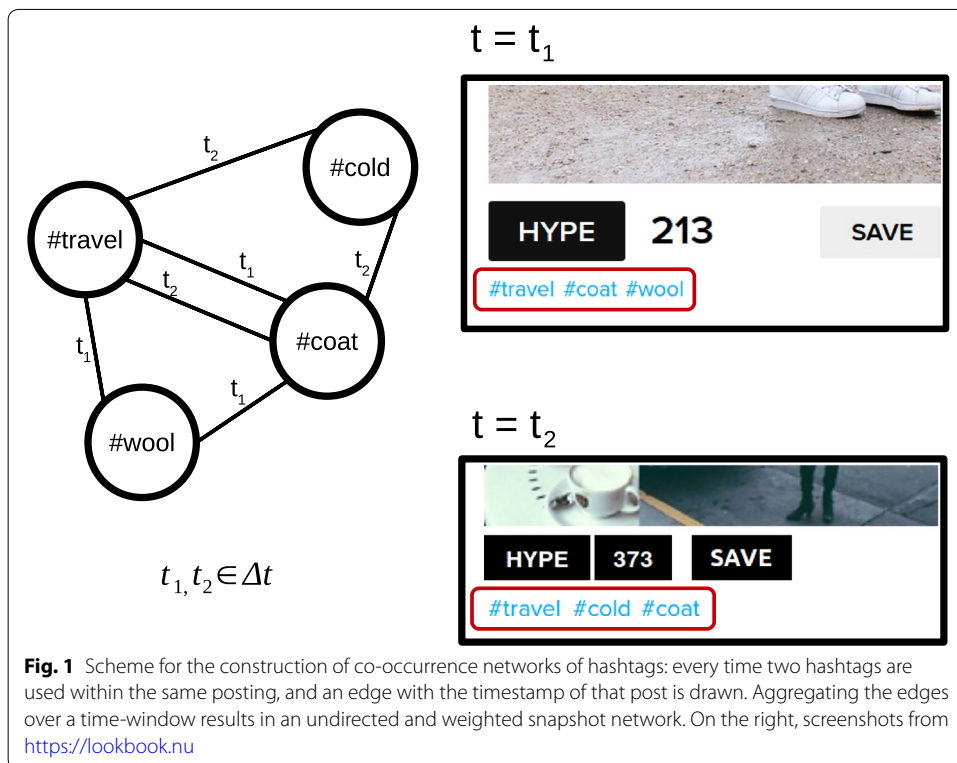 t = t1
t2
#cold
#travel
t1
t2
t2
#coat
t1
t1
#wool
t1, t2 ∈ Δt
HYPE 213 SAVE
#travel #coat #wool
t = t2
HYPE 373 SAVE
#travel #cold #coat
Fig. 1 Scheme for the construction of co-occurrence networks of hashtags: every time two hashtags are
used within the same posting, and an edge with the timestamp of that post is drawn. Aggregating the edges
over a time-window results in an undirected and weighted snapshot network. On the right, screenshots from
https://lookbook.nu